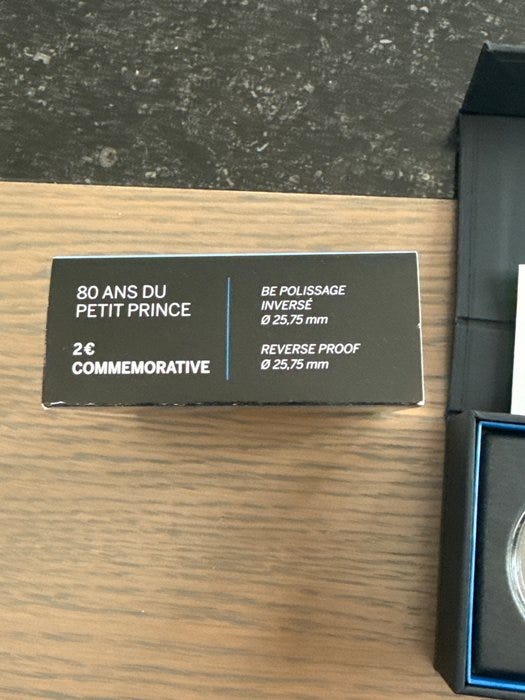 80 ANS DU
PETIT PRINCE
2€
COMMEMORATIVE
BE POLISSAGE
INVERSÉ
Ø 25,75 mm
REVERSE PROOF
Ø 25,75 mm